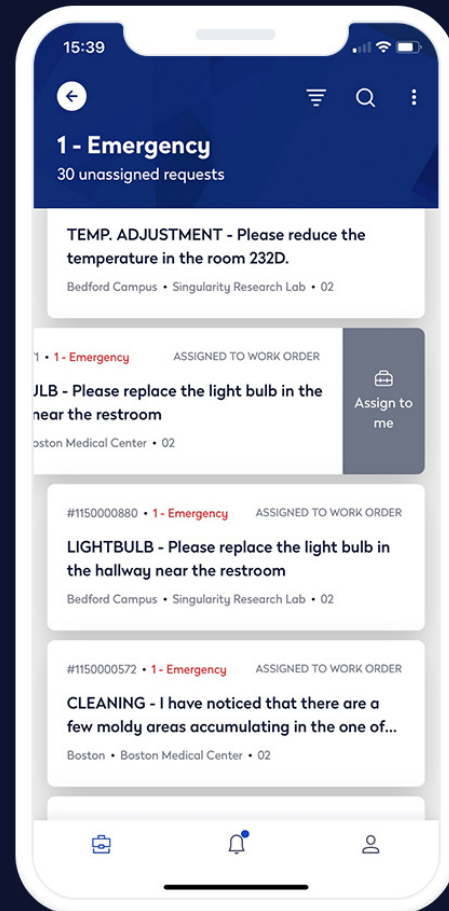 15:39
1 - Emergency
30 unassigned requests
TEMP. ADJUSTMENT - Please reduce the
temperature in the room 232D.
Bedford Campus • Singularity Research Lab • 02
1 • 1 - Emergency ASSIGNED TO WORK ORDER
LB - Please replace the light bulb in the
near the restroom
oston Medical Center • 02
Assign to
me
#1150000880 • 1 - Emergency ASSIGNED TO WORK ORDER
LIGHTBULB - Please replace the light bulb in
the hallway near the restroom
Bedford Campus • Singularity Research Lab • 02
#1150000572 • 1 - Emergency ASSIGNED TO WORK ORDER
CLEANING - I have noticed that there are a
few moldy areas accumulating in the one of...
Boston • Boston Medical Center • 02